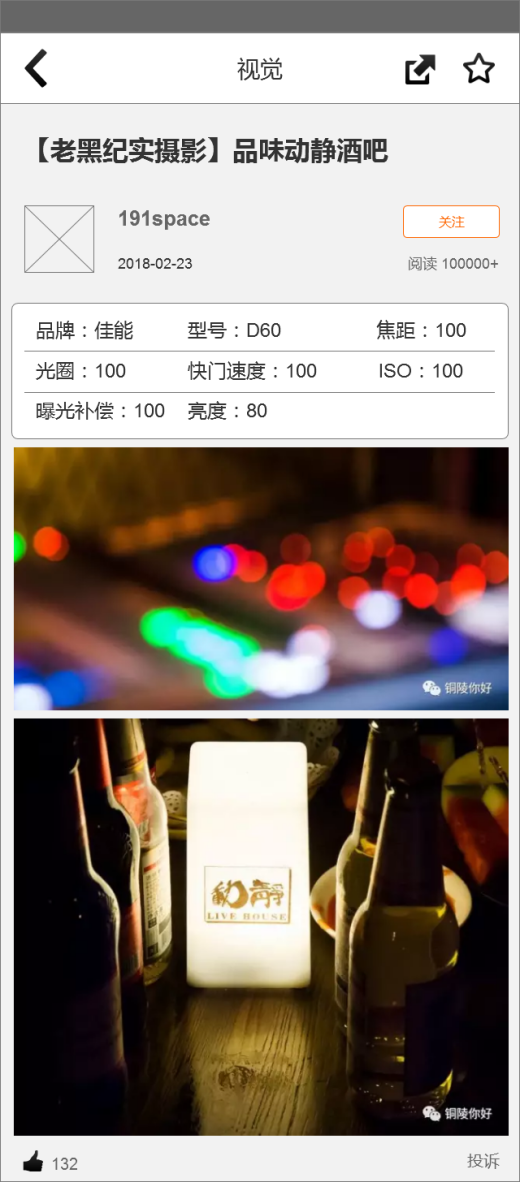 视觉
【老黑纪实摄影】品味动静酒吧
191space
关注
2018-02-23
阅读 100000+
品牌：佳能 型号：D60 焦距：100
光圈：100 快门速度：100 ISO：100
曝光补偿：100 亮度：80
铜陵你好
動靜
LIVE HOUSE
铜陵你好
132
投诉